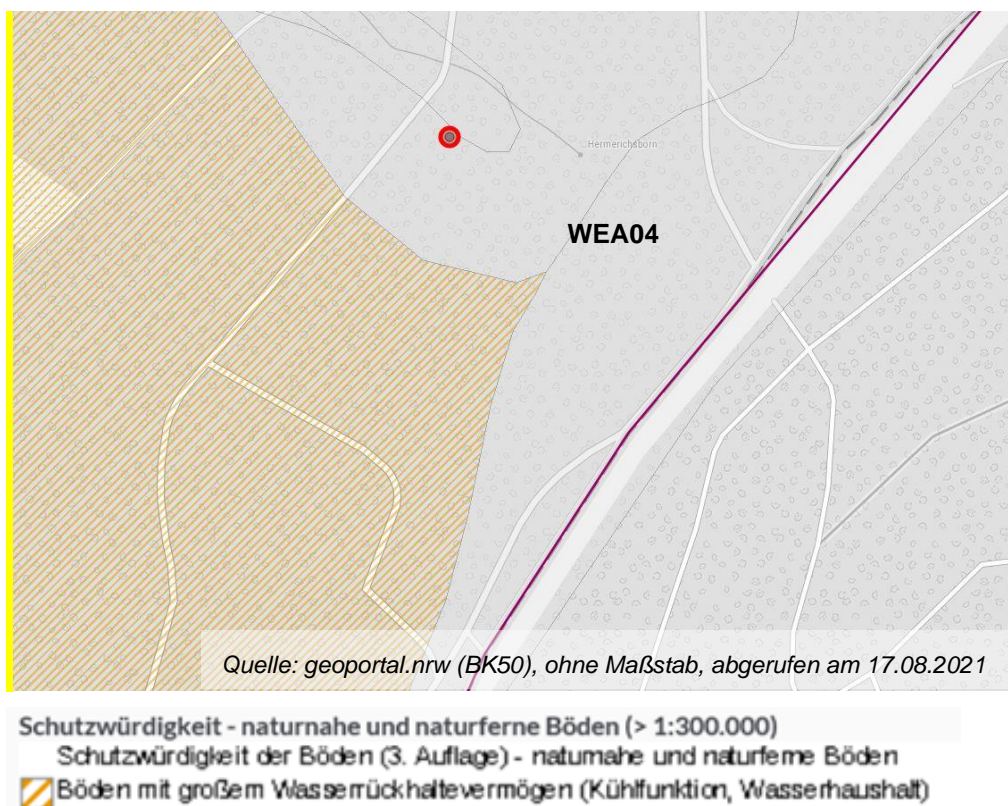 Hermerichsborn
WEA04
Quelle: geoportal.nrw (BK50), ohne Maßstab, abgerufen am 17.08.2021
Schutzwürdigkeit - naturnahe und naturferne Böden (> 1:300.000)
Schutzwürdigkeit der Böden (3. Auflage) - naturnahe und naturferne Böden
Böden mit großem Wasserrückhaltevermögen (Kühlfunktion, Wasserhaushalt)